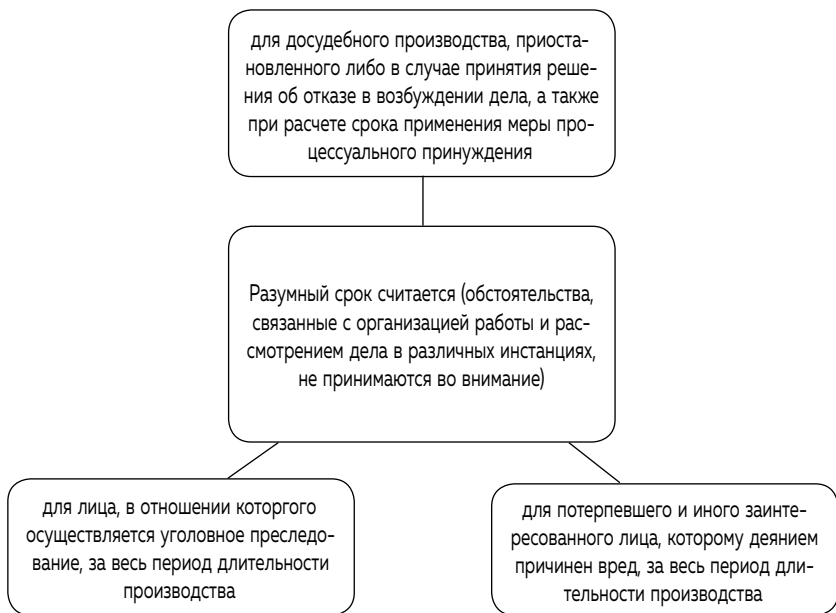 для досудебного производства, приоста-
новленного либо в случае принятия реше-
ния об отказе в возбуждении дела, а также
при расчете срока применения меры про-
цессуального принуждения
Разумный срок считается (обстоятельства,
связанные с организацией работы и рас-
смотрением дела в различных инстанциях,
не принимаются во внимание)
для лица, в отношении которгого
осуществляется уголовное преследо-
вание, за весь период длительности
производства
для потерпевшего и иного заинте-
ресованного лица, которому деянием
причинен вред, за весь период дли-
тельности производства